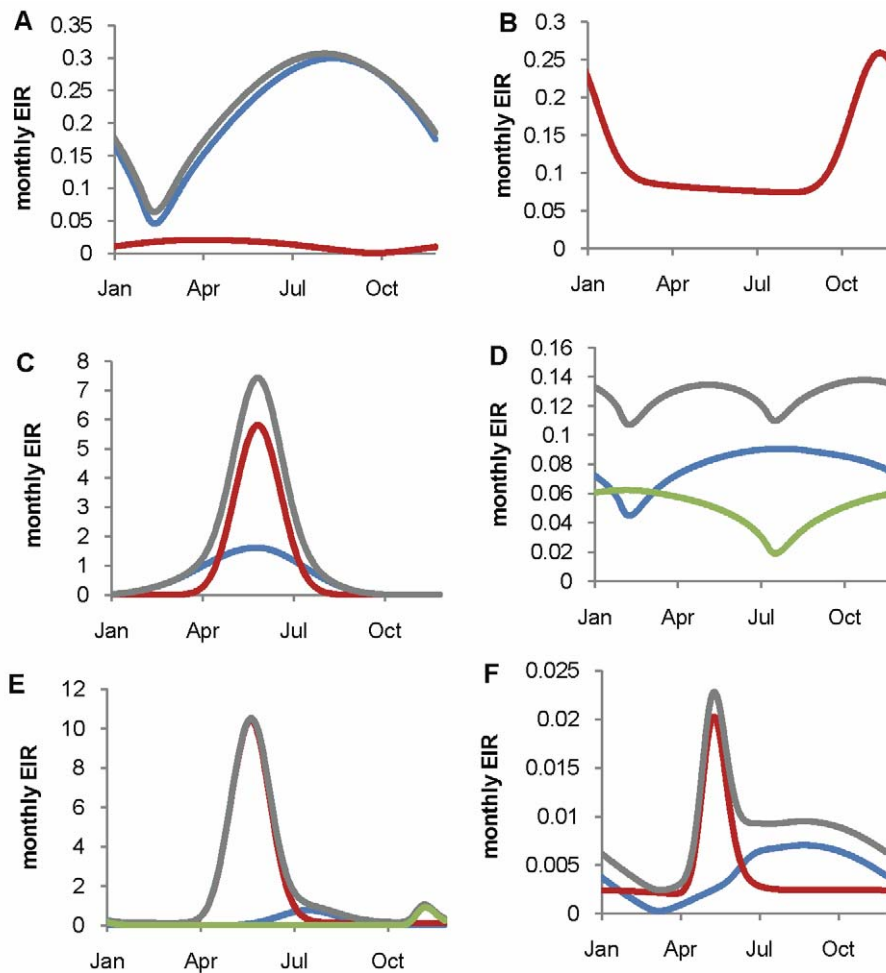 A
monthly EIR
0.35
0.3
0.25
0.2
0.15
0.1
0.05
0
Jan Apr Jul Oct
B
monthly EIR
0.3
0.25
0.2
0.15
0.1
0.05
0
Jan Apr Jul Oct
C
monthly EIR
8
7
6
5
4
3
2
1
0
Jan Apr Jul Oct
D
monthly EIR
0.16
0.14
0.12
0.1
0.08
0.06
0.04
0.02
0
Jan Apr Jul Oct
E
monthly EIR
12
10
8
6
4
2
0
Jan Apr Jul Oct
F
monthly EIR
0.025
0.02
0.015
0.01
0.005
0
Jan Apr Jul Oct